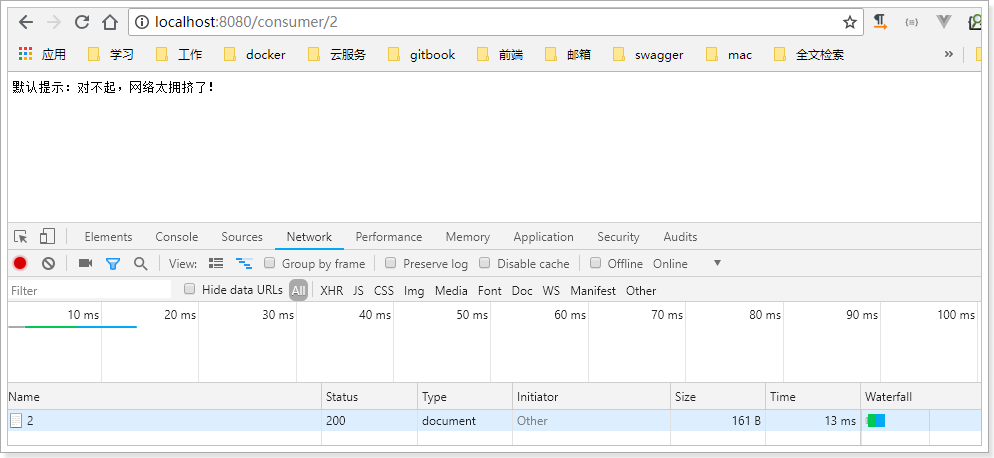 localhost:8080/consumer/2
应用 学习 工作 docker 云服务 gitbook 前端 邮箱 swagger mac 全文检索 »
默认提示：对不起，网络太拥挤了！
Elements Console Sources Network Performance Memory Application Security Audits
View: Group by frame Preserve log Disable cache Offline Online
Filter Hide data URLs All XHR JS CSS Img Media Font Doc WS Manifest Other
10 ms 20 ms 30 ms 40 ms 50 ms 60 ms 70 ms 80 ms 90 ms 100 ms
Name Status Type Initiator Size Time Waterfall
2 200 document Other 161 B 13 ms